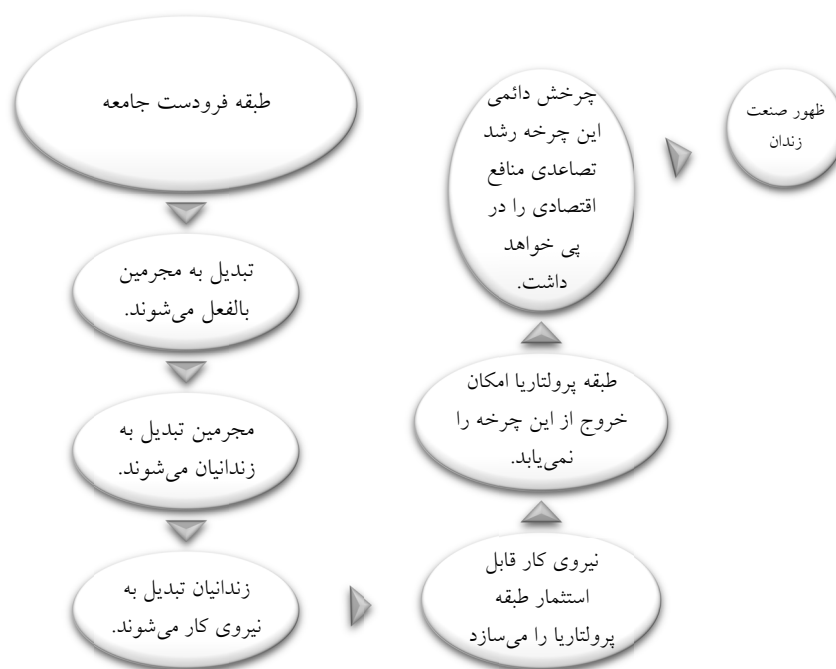 طبقه فرودست جامعه
تبدیل به مجرمین
بالفعل می‌شوند.
مجرمین تبدیل به
زندانیان می‌شوند.
زندانیان تبدیل به
نیروی کار می‌شوند.
نیروی کار قابل
استثمار طبقه
پرولتاریا را می‌سازد
طبقه پرولتاریا امکان
خروج از این چرخه را
نمی‌یابد.
چرخش دائمی
این چرخه رشد
تصاعدی منافع
اقتصادی را در
پی خواهد
داشت.
ظهور صنعت
زندان